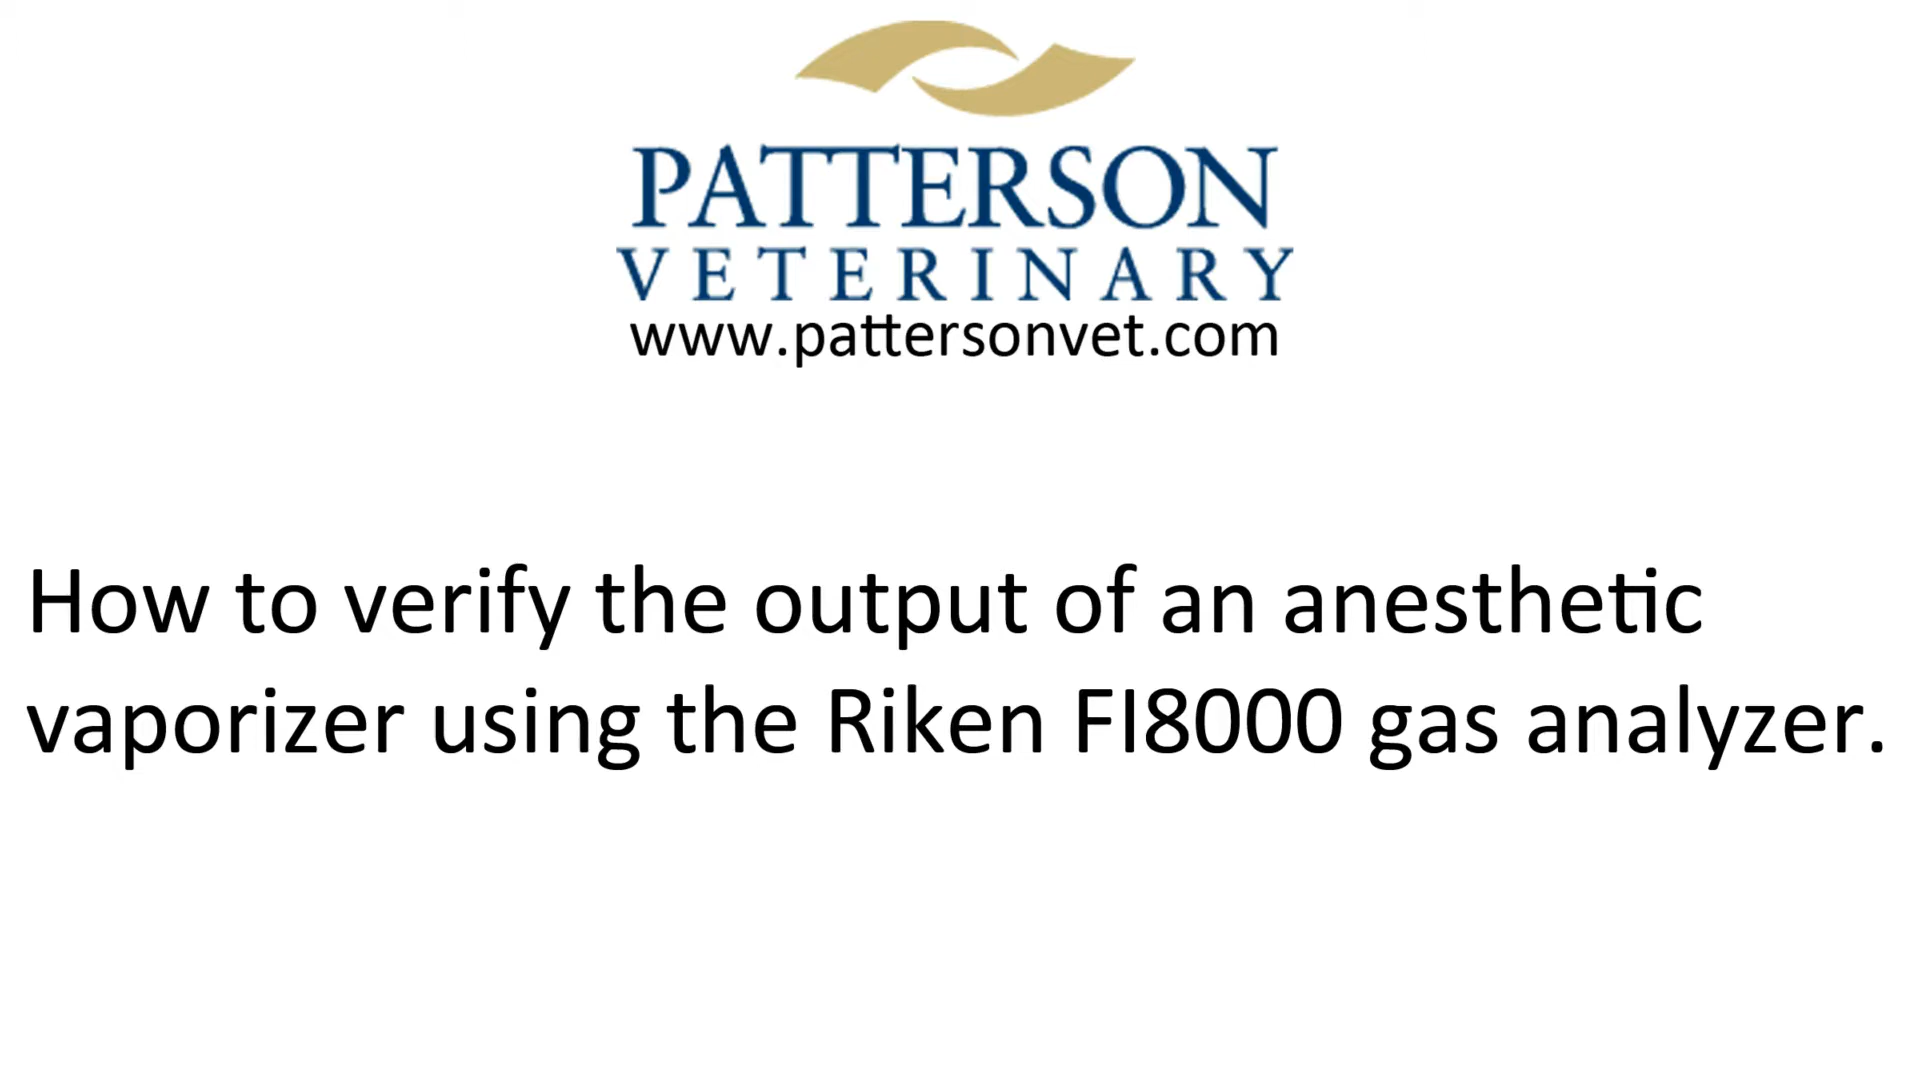 PATTERSON
VETERINARY
www.pattersonvet.com
How to verify the output of an anesthetic
vaporizer using the Riken FI8000 gas analyzer.